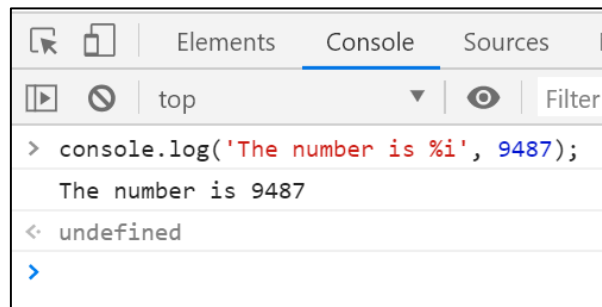 Elements Console Sources
top Filter
> console.log('The number is %i', 9487);
The number is 9487
<· undefined
>